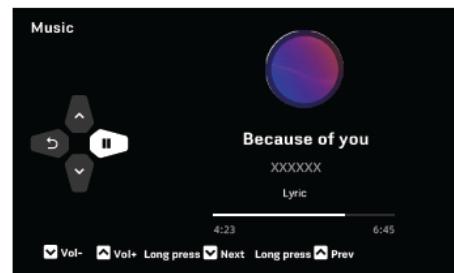 Music
Because of you
XXXXXX
Lyric
4:23 6:45
Vol- Vol+ Long press Next Long press Prev